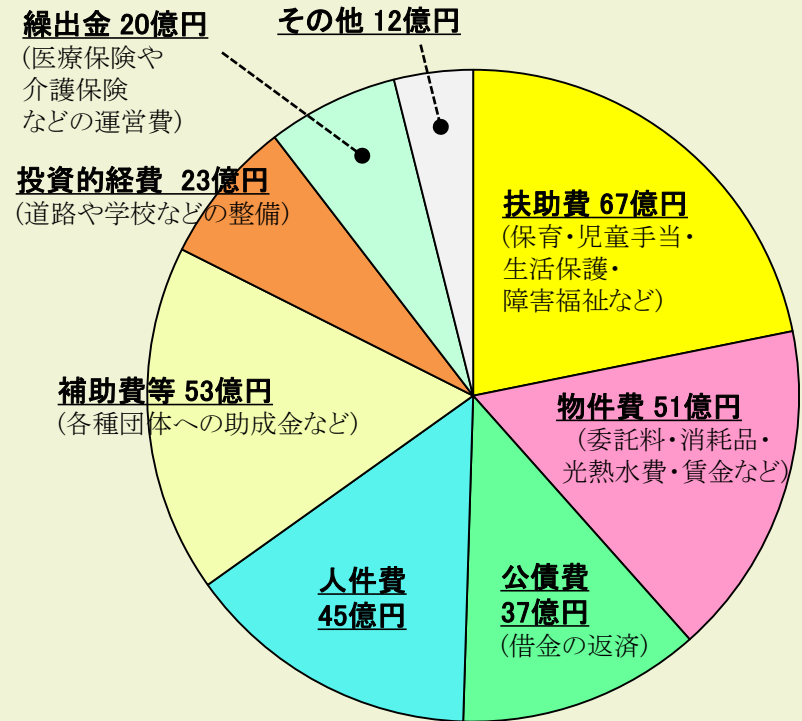 繰出金 20億円
(医療保険や
介護保険
などの運営費)
その他 12億円
投資的経費 23億円
(道路や学校などの整備)
扶助費 67億円
(保育・児童手当・
生活保護・
障害福祉など)
補助費等 53億円
(各種団体への助成金など)
物件費 51億円
(委託料・消耗品・
光熱水費・賃金など)
人件費
45億円
公債費
37億円
(借金の返済)